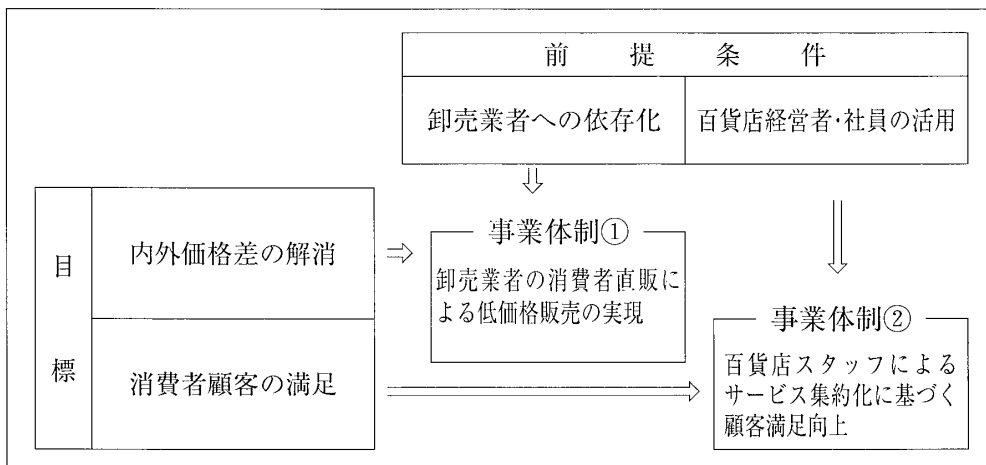 前提条件
卸売業者への依存化
百貨店経営者・社員の活用
目標
内外価格差の解消
消費者顧客の満足
事業体制①
卸売業者の消費者直販に
よる低価格販売の実現
事業体制②
百貨店スタッフによる
サービス集約化に基づく
顧客満足向上